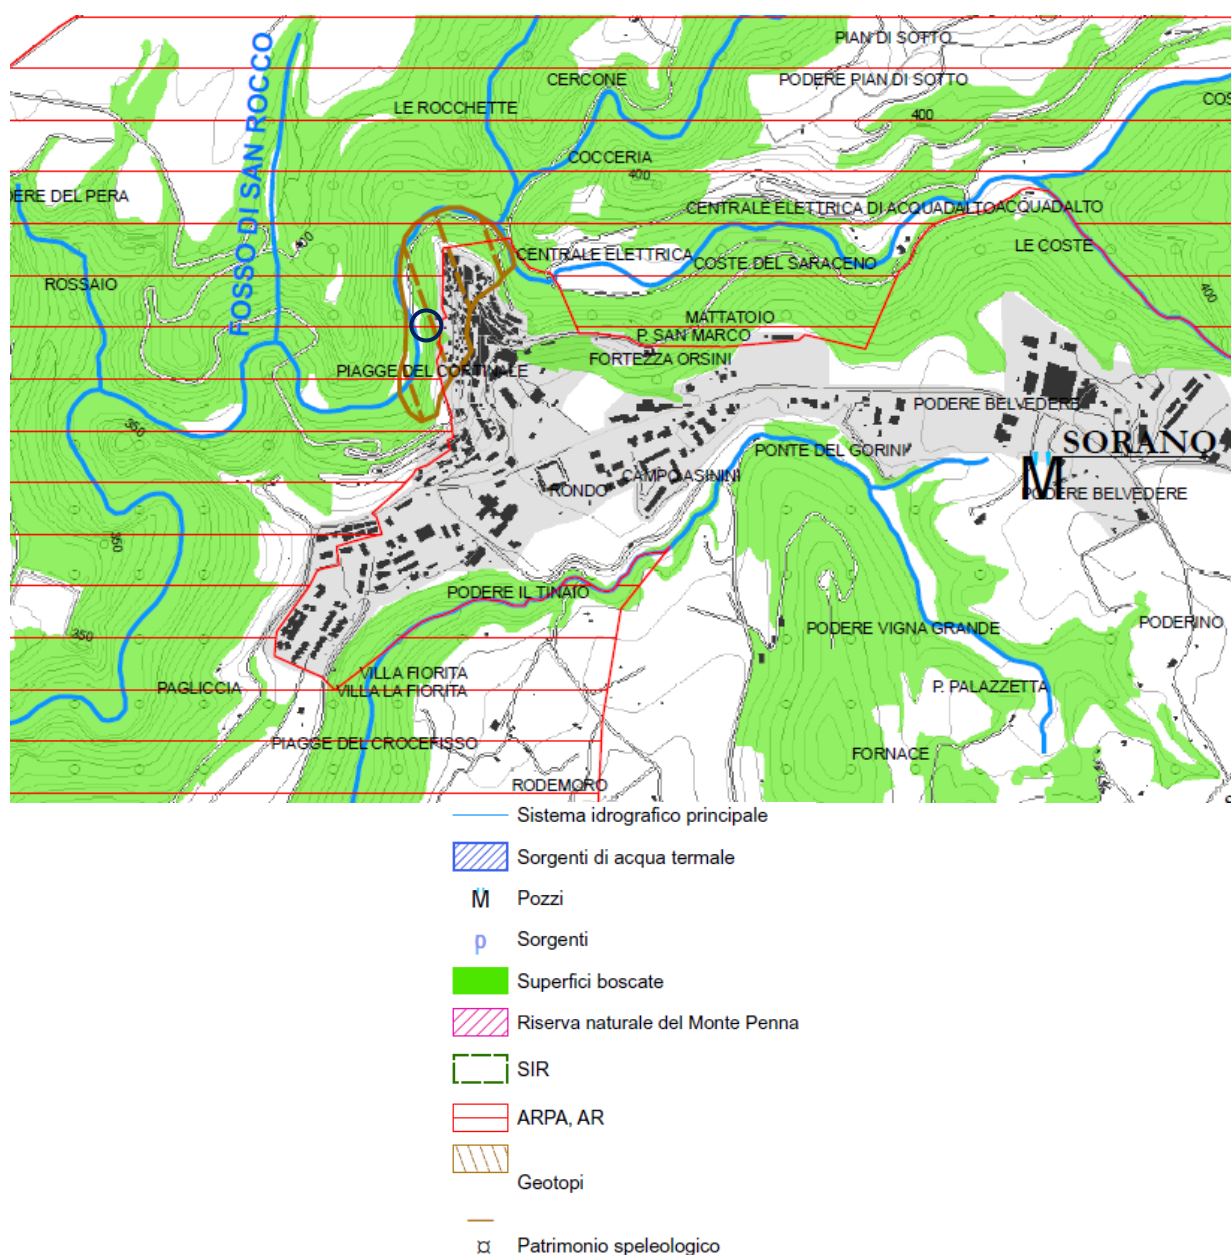 PIAN DI SOTTO
CERCONE
PODERE PIAN DI SOTTO
LE ROCCHETTE
COS
400
FOSSO DI SAN ROCCO
COCCERIA
400
DERE DEL PERA
CENTRALE ELETTRICA DI ACQUADALTO
ACQUADALTO
400
LE COSTE
CENTRALE ELETTRICA
COSTE DEL SARACENO
ROSSAIO
400
MATTATOIO
P. SAN MARCO
FORTEZZA ORSINI
PIAGGE DEL CORTINALE
PODERE BELVEDERE
350
SORANO
PONTE DEL GORINI
CAMPO ASININI
RONDO'
M
PODERE BELVEDERE
350
PODERE IL TINAIO
PODERINO
PODERE VIGNA GRANDE
350
VILLA FIORITA
PAGLICCIA
VILLA LA FIORITA
P. PALAZZETTA
PIAGGE DEL CROCEFISSO
FORNACE
RODEMORO
Sistema idrografico principale
Sorgenti di acqua termale
M Pozzi
p Sorgenti
Superfici boscate
Riserva naturale del Monte Penna
SIR
ARPA, AR
Geotopi
¤ Patrimonio speleologico